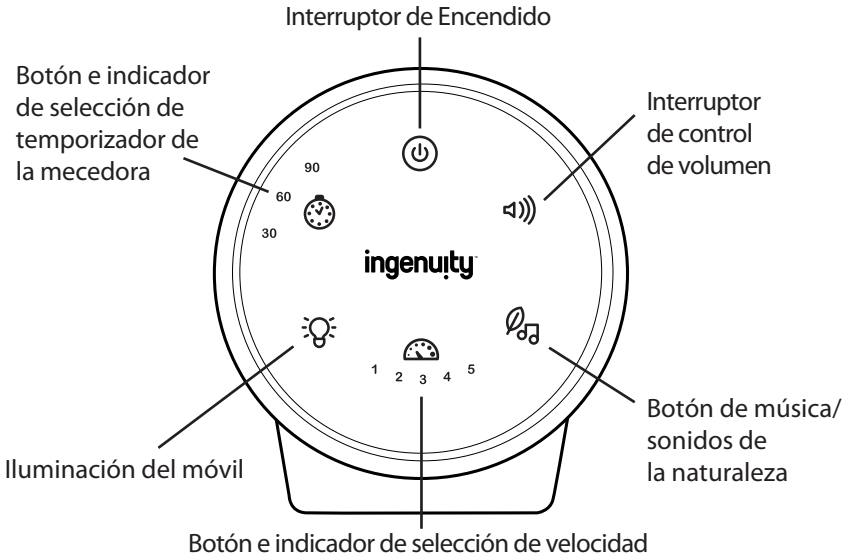 Interruptor de Encendido
Botón e indicador
de selección de
temporizador de
la mecedora
Interruptor
de control
de volumen
90
60
30
ingenuity
1 2 3 4 5
Botón de música/
sonidos de
la naturaleza
Iluminación del móvil
Botón e indicador de selección de velocidad